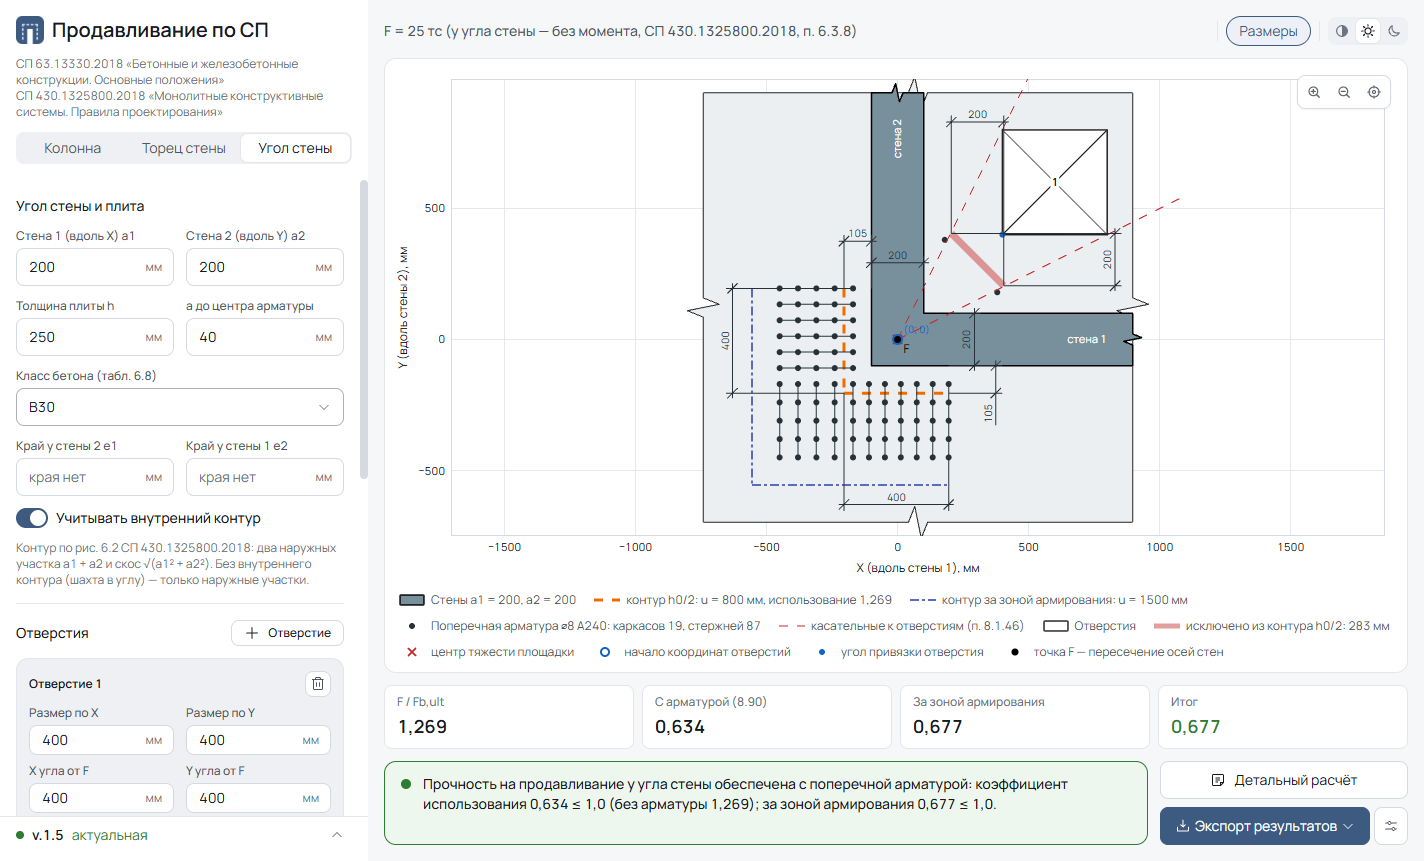 Продавливание по СП
СП 63.13330.2018 «Бетонные и железобетонные
конструкции. Основные положения»
СП 430.1325800.2018 «Монолитные конструктивные
системы. Правила проектирования»
Колонна Торец стены Угол стены
Угол стены и плита
Стена 1 (вдоль X) a1 Стена 2 (вдоль Y) a2
200 мм 200 мм
Толщина плиты h a до центра арматуры
250 мм 40 мм
Класс бетона (табл. 6.8)
B30
Край у стены 2 e1 Край у стены 1 e2
края нет мм края нет мм
Учитывать внутренний контур
Контур по рис. 6.2 СП 430.1325800.2018: два наружных
участка a1 + a2 и скос √(a1² + a2²). Без внутреннего
контура (шахта в углу) — только наружные участки.
Отверстия
Отверстие
Отверстие 1
Размер по X Размер по Y
400 мм 400 мм
X угла от F Y угла от F
400 мм 400 мм
v.1.5 актуальная
F = 25 тс (у угла стены — без момента, СП 430.1325800.2018, п. 6.3.8)
Размеры
стена 2
200
1
500
105
200
200
Y (вдоль стены 2), мм
400
(0;0)
0
F
200
стена 1
105
−500
400
−1500 −1000 −500 0 500 1000 1500
X (вдоль стены 1), мм
Стены a1 = 200, a2 = 200 контур h0/2: u = 800 мм, использование 1,269 контур за зоной армирования: u = 1500 мм
Поперечная арматура ⌀8 A240: каркасов 19, стержней 87 касательные к отверстиям (п. 8.1.46) Отверстия исключено из контура h0/2: 283 мм
центр тяжести площадки начало координат отверстий угол привязки отверстия точка F — пересечение осей стен
F / Fb,ult С арматурой (8.90) За зоной армирования Итог
1,269 0,634 0,677 0,677
Прочность на продавливание у угла стены обеспечена с поперечной арматурой: коэффициент
использования 0,634 ≤ 1,0 (без арматуры 1,269); за зоной армирования 0,677 ≤ 1,0.
Детальный расчёт
Экспорт результатов